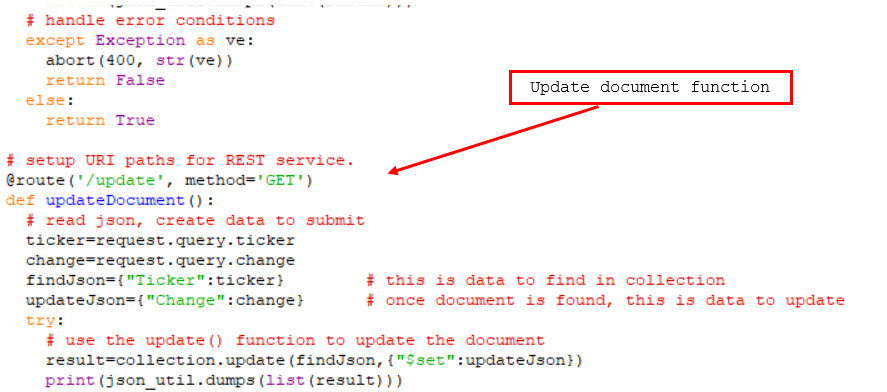 # handle error conditions
except Exception as ve:
abort(400, str(ve))
return False
else:
return True
Update document function
# setup URI paths for REST service.
@route('/update', method='GET')
def updateDocument():
# read json, create data to submit
ticker=request.query.ticker
change=request.query.change
findJson={"Ticker":ticker} # this is data to find in collection
updateJson={"Change":change} # once document is found, this is data to update
try:
# use the update() function to update the document
result=collection.update(findJson,{"$set":updateJson})
print(json_util.dumps(list(result)))